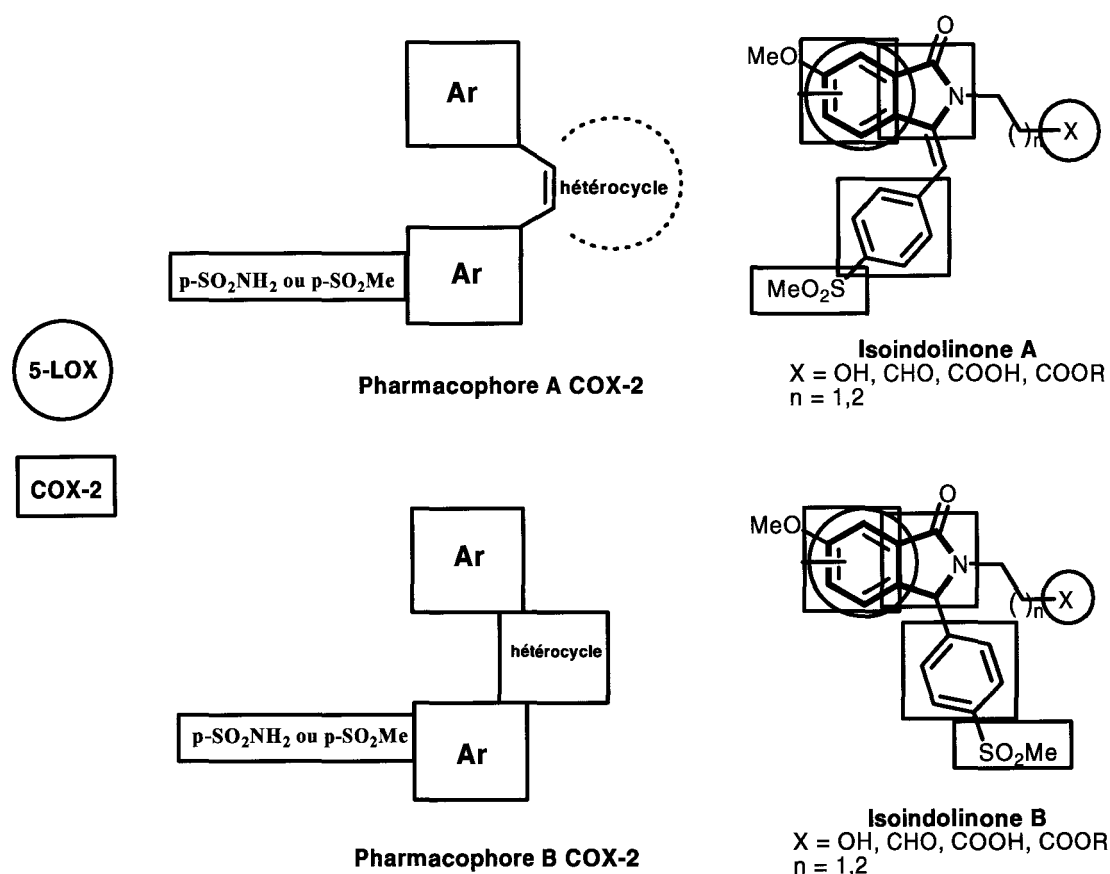 Ar
hétérocycle
p-SO2NH2 ou p-SO2Me
Ar
Pharmacophore A COX-2
MeO
O
N
( )n
X
MeO2S
Isoindolinone A
X = OH, CHO, COOH, COOR
n = 1,2
5-LOX
COX-2
Ar
hétérocycle
p-SO2NH2 ou p-SO2Me
Ar
Pharmacophore B COX-2
MeO
O
N
( )n
X
SO2Me
Isoindolinone B
X = OH, CHO, COOH, COOR
n = 1,2